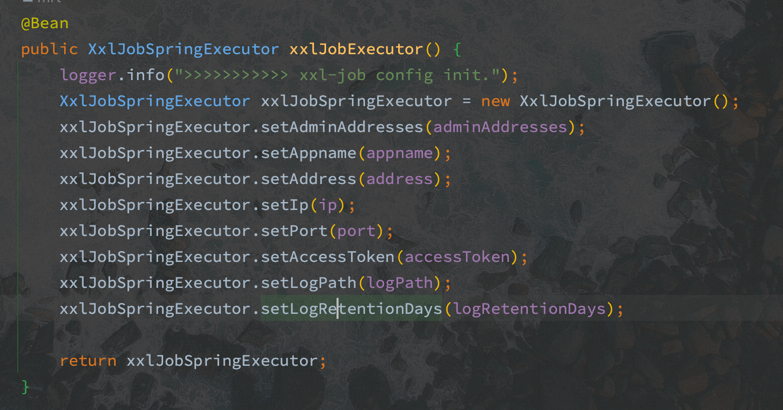 @Bean
public XxlJobSpringExecutor xxlJobExecutor() {
logger.info(">>>>>>>>>>> xxl-job config init.");
XxlJobSpringExecutor xxlJobSpringExecutor = new XxlJobSpringExecutor();
xxlJobSpringExecutor.setAdminAddresses(adminAddresses);
xxlJobSpringExecutor.setAppname(appname);
xxlJobSpringExecutor.setAddress(address);
xxlJobSpringExecutor.setIp(ip);
xxlJobSpringExecutor.setPort(port);
xxlJobSpringExecutor.setAccessToken(accessToken);
xxlJobSpringExecutor.setLogPath(logPath);
xxlJobSpringExecutor.setLogRetentionDays(logRetentionDays);
return xxlJobSpringExecutor;
}